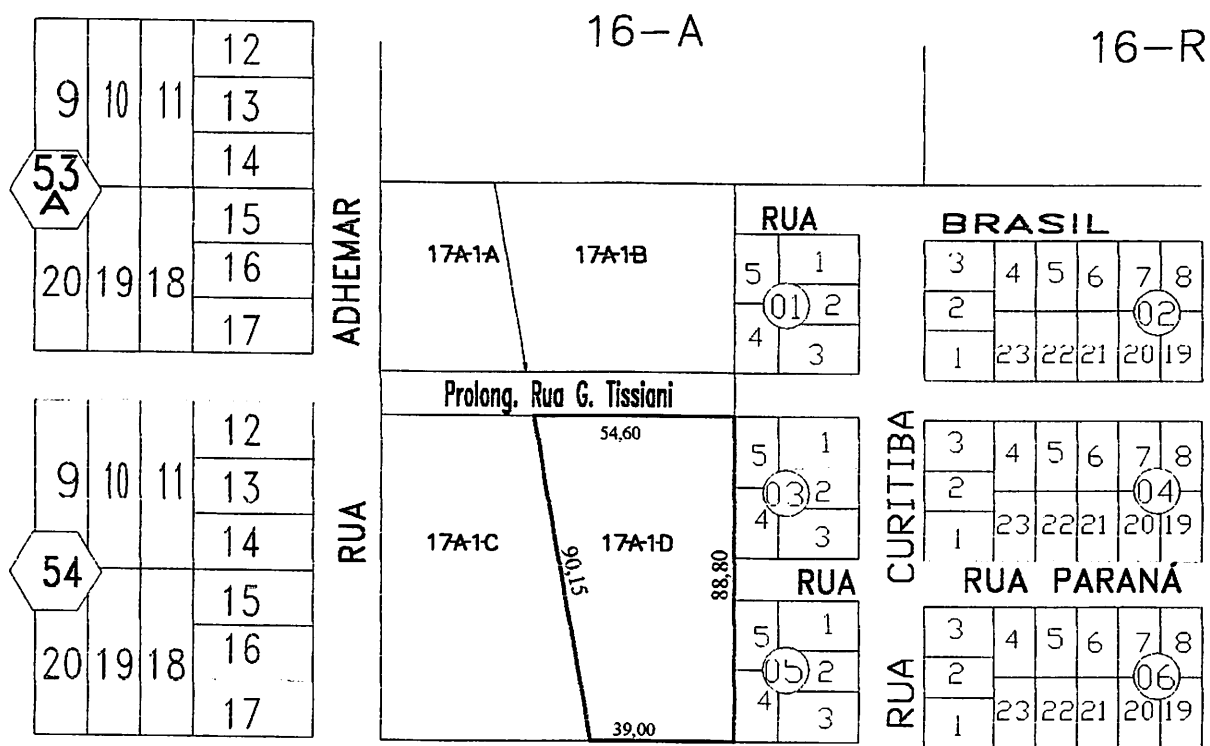 16-A
16-R
12
9 10 11 13
14
53
A
15
20 19 18 16
17
ADHEMAR
17-A-1-A
17-A-1-B
RUA
BRASIL
5 1
01 2
4 3
3 4 5 6 7 8
2 02
1 23 22 21 20 19
Prolong. Rua G. Tissiani
12
9 10 11 13
14
54
15
20 19 18 16
17
RUA
17-A-1-C
54,60
90,15
17-A-1-D
88,80
39,00
5 1
03 2
4 3
CURITIBA
3 4 5 6 7 8
2 04
1 23 22 21 20 19
RUA
RUA PARANÁ
5 1
05 2
4 3
RUA
3 4 5 6 7 8
2 06
1 23 22 21 20 19